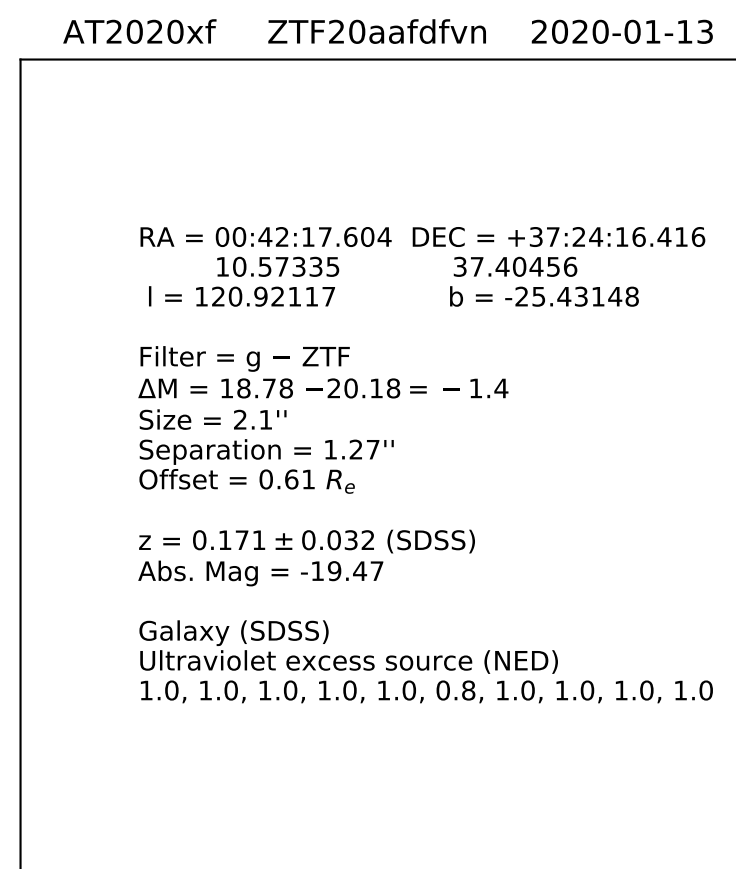 AT2020xf ZTF20aafdfvn 2020-01-13
RA = 00:42:17.604 DEC = +37:24:16.416
10.57335 37.40456
l = 120.92117 b = -25.43148
Filter = g − ZTF
ΔM = 18.78 −20.18 = − 1.4
Size = 2.1''
Separation = 1.27''
Offset = 0.61 Rₑ
z = 0.171 ± 0.032 (SDSS)
Abs. Mag = -19.47
Galaxy (SDSS)
Ultraviolet excess source (NED)
1.0, 1.0, 1.0, 1.0, 1.0, 0.8, 1.0, 1.0, 1.0, 1.0